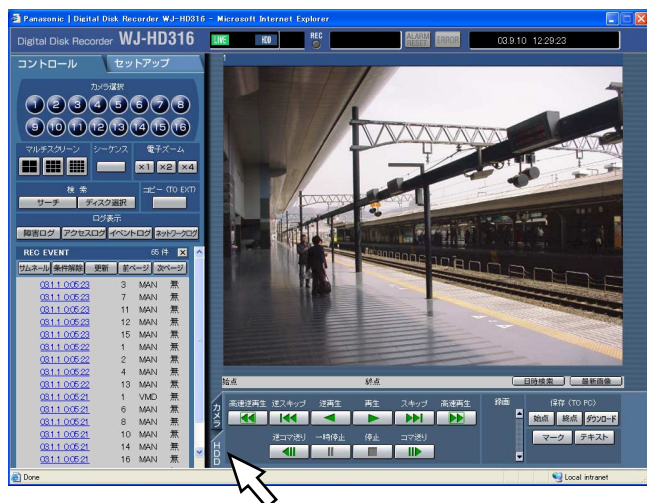 Panasonic | Digital Disk Recorder WJ-HD316 - Microsoft Internet Explorer
Digital Disk Recorder WJ-HD316
LIVE HDD REC ALARM RESET ERROR 03.9.10 12:29:23
コントロール セットアップ
1
カメラ選択
1 2 3 4 5 6 7 8
9 10 11 12 13 14 15 16
マルチスクリーン シーケンス 電子ズーム
×1 ×2 ×4
検索 コピー (TO EXT)
サーチ ディスク選択
ログ表示
障害ログ アクセスログ イベントログ ネットワークログ
REC EVENT 65 件 X
サムネール 条件解除 更新 前ページ 次ページ
03.1.1 0:05:23 3 MAN 無
03.1.1 0:05:23 7 MAN 無
03.1.1 0:05:23 11 MAN 無
03.1.1 0:05:23 12 MAN 無
03.1.1 0:05:23 15 MAN 無
03.1.1 0:05:22 1 MAN 無
03.1.1 0:05:22 2 MAN 無
03.1.1 0:05:22 4 MAN 無
03.1.1 0:05:22 13 MAN 無
03.1.1 0:05:21 1 VMD 無
03.1.1 0:05:21 6 MAN 無
03.1.1 0:05:21 8 MAN 無
03.1.1 0:05:21 10 MAN 無
03.1.1 0:05:21 14 MAN 無
03.1.1 0:05:21 16 MAN 無
始点 終点 日時検索 最新画像
カメラ
HDD
高速逆再生 逆スキップ 逆再生 再生 スキップ 高速再生 録画 保存 (TO PC)
始点 終点 ダウンロード
逆コマ送り 一時停止 停止 コマ送り
マーク テキスト
Done Local intranet